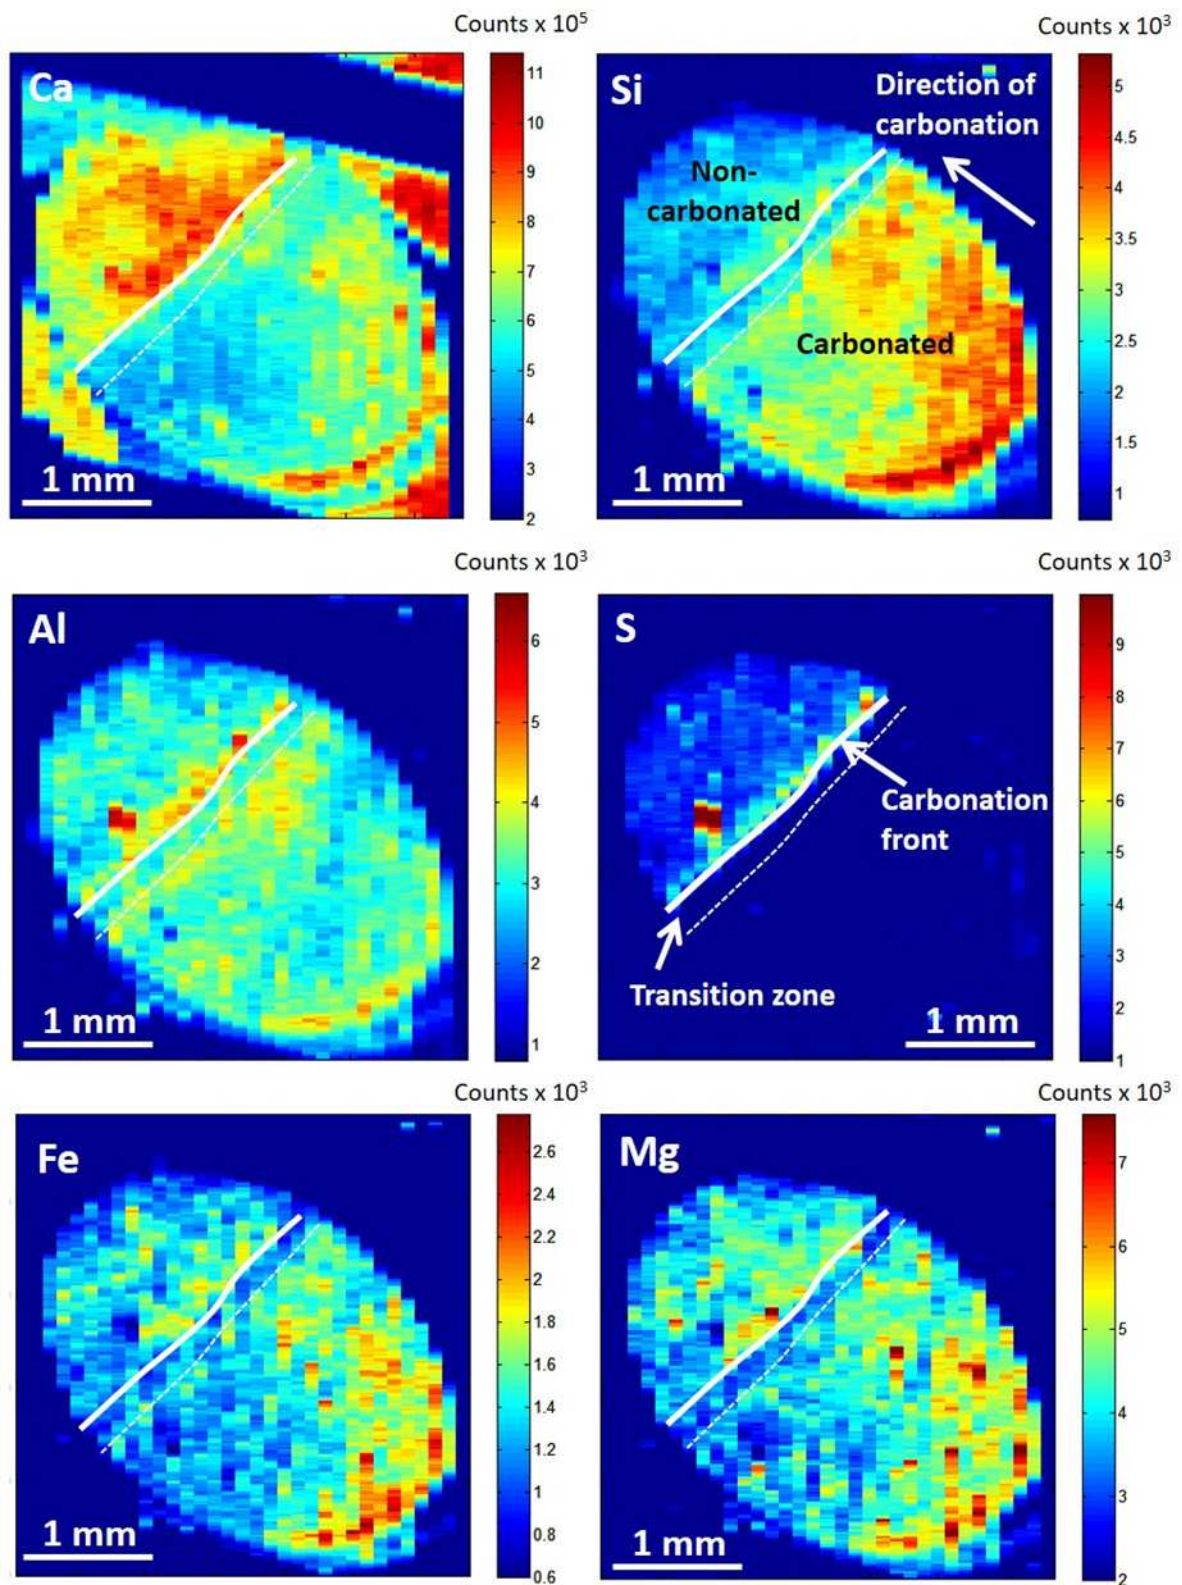 Counts x 10⁵
Ca
11
10
9
8
7
6
5
4
3
2
1 mm
Counts x 10³
Si
Direction of
carbonation
Non-
carbonated
Carbonated
5
4.5
4
3.5
3
2.5
2
1.5
1
1 mm
Counts x 10³
Al
6
5
4
3
2
1
1 mm
Counts x 10³
S
Carbonation
front
Transition zone
9
8
7
6
5
4
3
2
1
1 mm
Counts x 10³
Fe
2.6
2.4
2.2
2
1.8
1.6
1.4
1.2
1
0.8
0.6
1 mm
Counts x 10³
Mg
7
6
5
4
3
2
1 mm